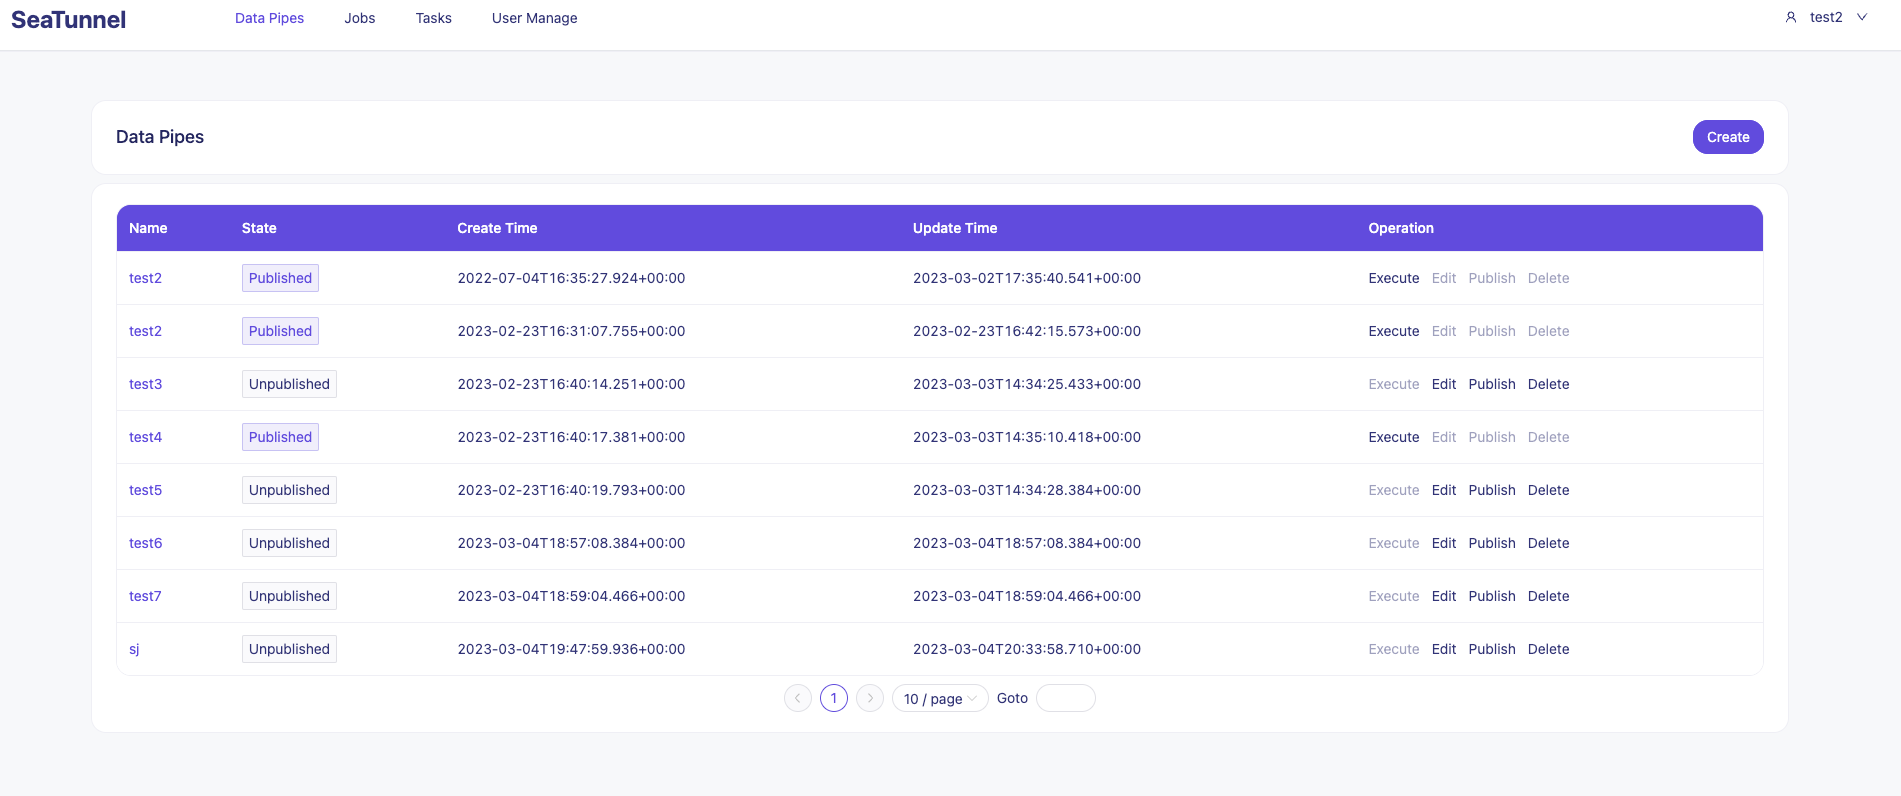 SeaTunnel Data Pipes Jobs Tasks User Manage test2
Data Pipes Create
Name State Create Time Update Time Operation
test2 Published 2022-07-04T16:35:27.924+00:00 2023-03-02T17:35:40.541+00:00 Execute Edit Publish Delete
test2 Published 2023-02-23T16:31:07.755+00:00 2023-02-23T16:42:15.573+00:00 Execute Edit Publish Delete
test3 Unpublished 2023-02-23T16:40:14.251+00:00 2023-03-03T14:34:25.433+00:00 Execute Edit Publish Delete
test4 Published 2023-02-23T16:40:17.381+00:00 2023-03-03T14:35:10.418+00:00 Execute Edit Publish Delete
test5 Unpublished 2023-02-23T16:40:19.793+00:00 2023-03-03T14:34:28.384+00:00 Execute Edit Publish Delete
test6 Unpublished 2023-03-04T18:57:08.384+00:00 2023-03-04T18:57:08.384+00:00 Execute Edit Publish Delete
test7 Unpublished 2023-03-04T18:59:04.466+00:00 2023-03-04T18:59:04.466+00:00 Execute Edit Publish Delete
sj Unpublished 2023-03-04T19:47:59.936+00:00 2023-03-04T20:33:58.710+00:00 Execute Edit Publish Delete
1 10 / page Goto